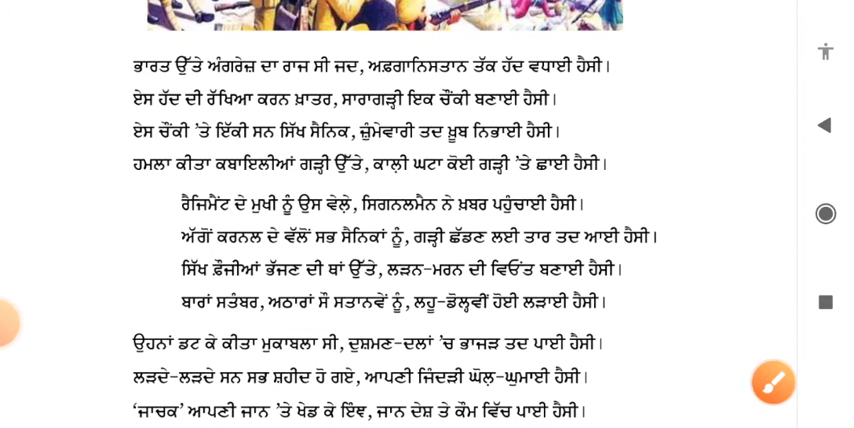 ਭਾਰਤ ਉੱਤੇ ਅੰਗਰੇਜ਼ ਦਾ ਰਾਜ ਸੀ ਜਦ, ਅਫ਼ਗਾਨਿਸਤਾਨ ਤੱਕ ਹੱਦ ਵਧਾਈ ਹੈਸੀ।
ਏਸ ਹੱਦ ਦੀ ਰੱਖਿਆ ਕਰਨ ਖ਼ਾਤਰ, ਸਾਰਾਗੜ੍ਹੀ ਇਕ ਚੌਂਕੀ ਬਣਾਈ ਹੈਸੀ।
ਏਸ ਚੌਂਕੀ 'ਤੇ ਇੱਕੀ ਸਨ ਸਿੱਖ ਸੈਨਿਕ, ਜ਼ੁੰਮੇਵਾਰੀ ਤਦ ਖ਼ੂਬ ਨਿਭਾਈ ਹੈਸੀ।
ਹਮਲਾ ਕੀਤਾ ਕਬਾਇਲੀਆਂ ਗੜ੍ਹੀ ਉੱਤੇ, ਕਾਲ਼ੀ ਘਟਾ ਕੋਈ ਗੜ੍ਹੀ 'ਤੇ ਛਾਈ ਹੈਸੀ।
ਰੈਜਿਮੈਂਟ ਦੇ ਮੁਖੀ ਨੂੰ ਉਸ ਵੇਲ਼ੇ, ਸਿਗਨਲਮੈਨ ਨੇ ਖ਼ਬਰ ਪਹੁੰਚਾਈ ਹੈਸੀ।
ਅੱਗੋਂ ਕਰਨਲ ਦੇ ਵੱਲੋਂ ਸਭ ਸੈਨਿਕਾਂ ਨੂੰ, ਗੜ੍ਹੀ ਛੱਡਣ ਲਈ ਤਾਰ ਤਦ ਆਈ ਹੈਸੀ।
ਸਿੱਖ ਫ਼ੌਜੀਆਂ ਭੱਜਣ ਦੀ ਥਾਂ ਉੱਤੇ, ਲੜਨ-ਮਰਨ ਦੀ ਵਿਓਂਤ ਬਣਾਈ ਹੈਸੀ।
ਬਾਰਾਂ ਸਤੰਬਰ, ਅਠਾਰਾਂ ਸੌ ਸਤਾਨਵੇਂ ਨੂੰ, ਲਹੂ-ਡੋਲ੍ਹਵੀਂ ਹੋਈ ਲੜਾਈ ਹੈਸੀ।
ਉਹਨਾਂ ਡਟ ਕੇ ਕੀਤਾ ਮੁਕਾਬਲਾ ਸੀ, ਦੁਸ਼ਮਣ-ਦਲਾਂ 'ਚ ਭਾਜੜ ਤਦ ਪਾਈ ਹੈਸੀ।
ਲੜਦੇ-ਲੜਦੇ ਸਨ ਸਭ ਸ਼ਹੀਦ ਹੋ ਗਏ, ਆਪਣੀ ਜਿੰਦੜੀ ਘੋਲ਼-ਘੁਮਾਈ ਹੈਸੀ।
'ਜਾਚਕ' ਆਪਣੀ ਜਾਨ 'ਤੇ ਖੇਡ ਕੇ ਇੰਞ, ਜਾਨ ਦੇਸ਼ ਤੇ ਕੌਮ ਵਿੱਚ ਪਾਈ ਹੈਸੀ।